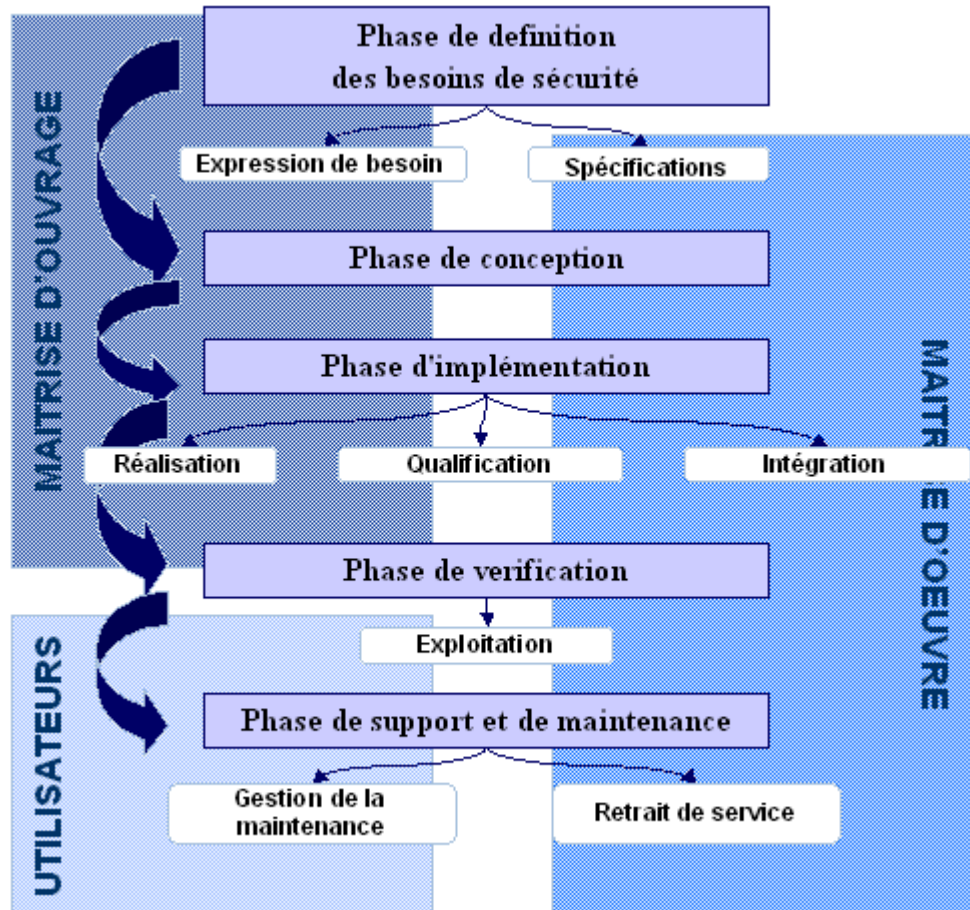 Phase de definition
des besoins de sécurité
Expression de besoin
Spécifications
MAITRISE D'OUVRAGE
Phase de conception
Phase d'implémentation
Réalisation
Qualification
Intégration
MAITR E D'OEUVRE
Phase de verification
Exploitation
UTILISATEURS
Phase de support et de maintenance
Gestion de la
maintenance
Retrait de service